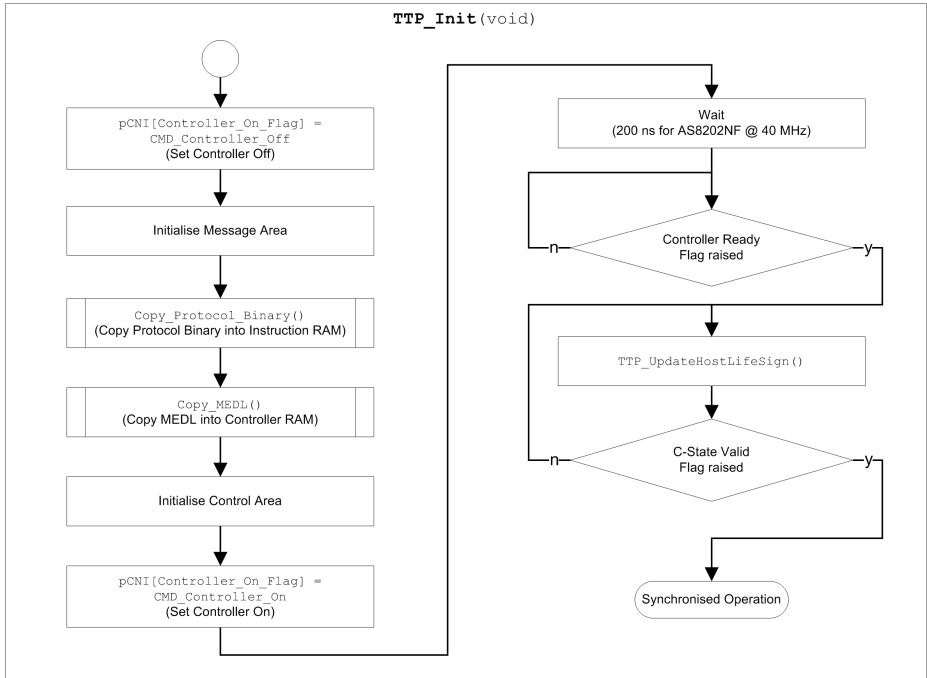 TTP_Init(void)
pCNI[Controller_On_Flag] =
CMD_Controller_Off
(Set Controller Off)
Initialise Message Area
Copy_Protocol_Binary()
(Copy Protocol Binary into Instruction RAM)
Copy_MEDL()
(Copy MEDL into Controller RAM)
Initialise Control Area
pCNI[Controller_On_Flag] =
CMD_Controller_On
(Set Controller On)
Wait
(200 ns for AS8202NF @ 40 MHz)
Controller Ready
Flag raised
n
y
TTP_UpdateHostLifeSign()
C-State Valid
Flag raised
n
y
Synchronised Operation